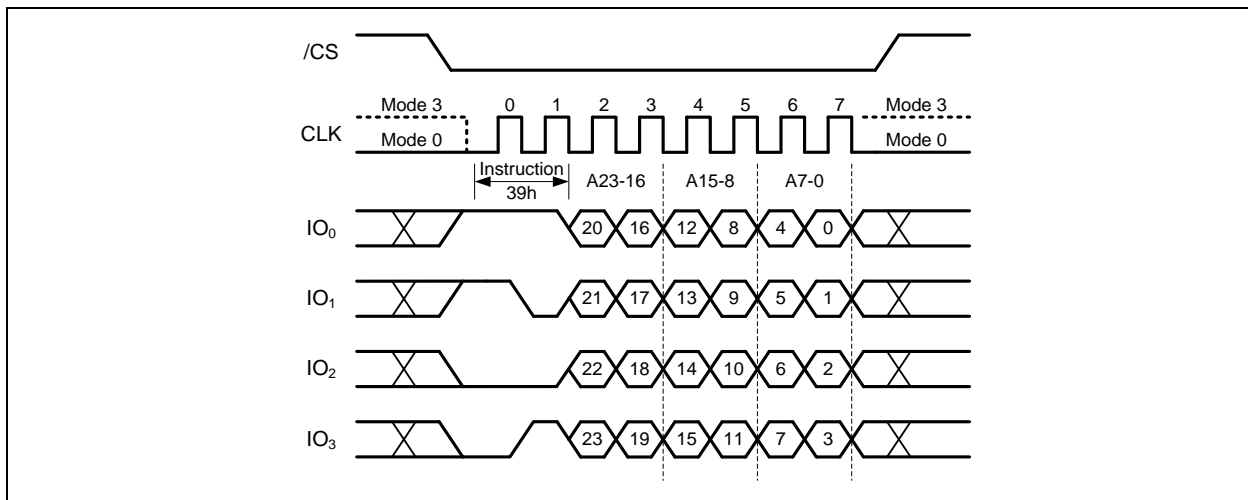 /CS
Mode 3 0 1 2 3 4 5 6 7 Mode 3
CLK
Mode 0 Mode 0
Instruction A23-16 A15-8 A7-0
39h
IO0 20 16 12 8 4 0
IO1 21 17 13 9 5 1
IO2 22 18 14 10 6 2
IO3 23 19 15 11 7 3